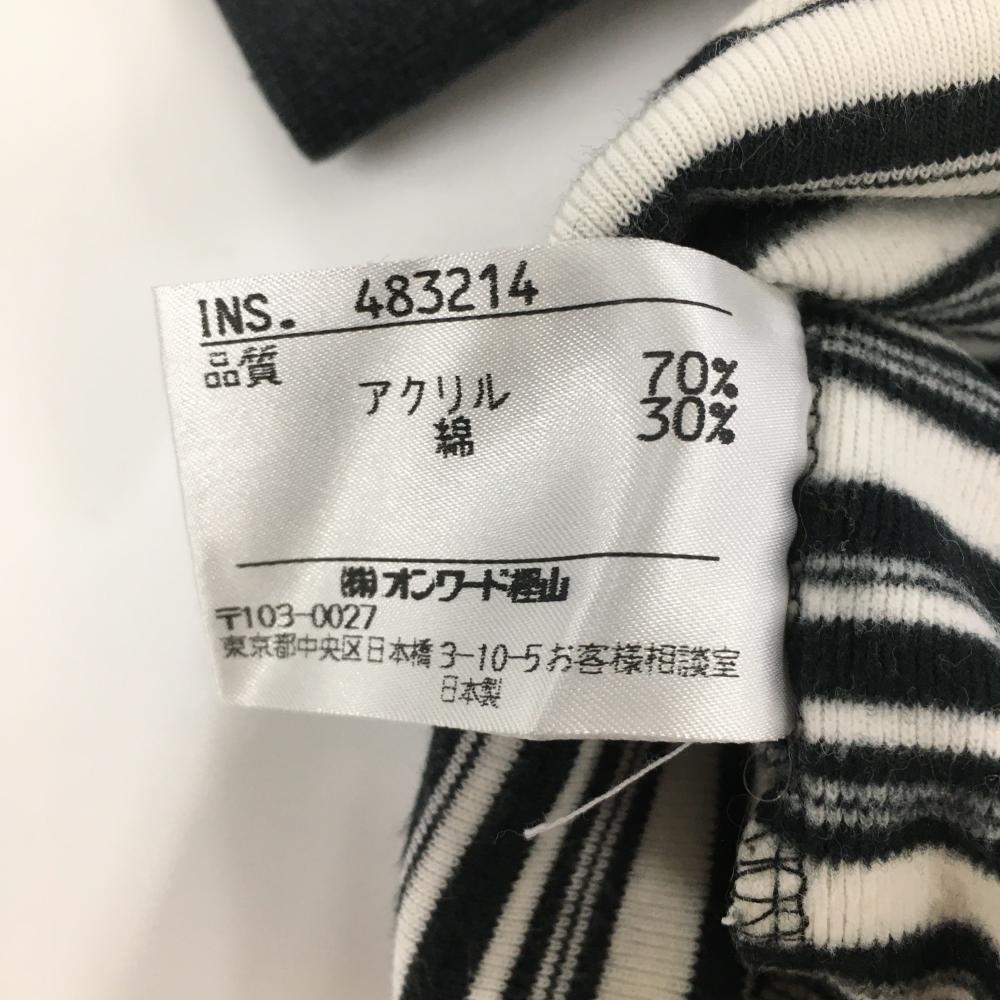 INS. 483214
品質
アクリル 70%
綿 30%
㈱オンワード樫山
〒103-0027
東京都中央区日本橋3-10-5お客様相談室
日本製